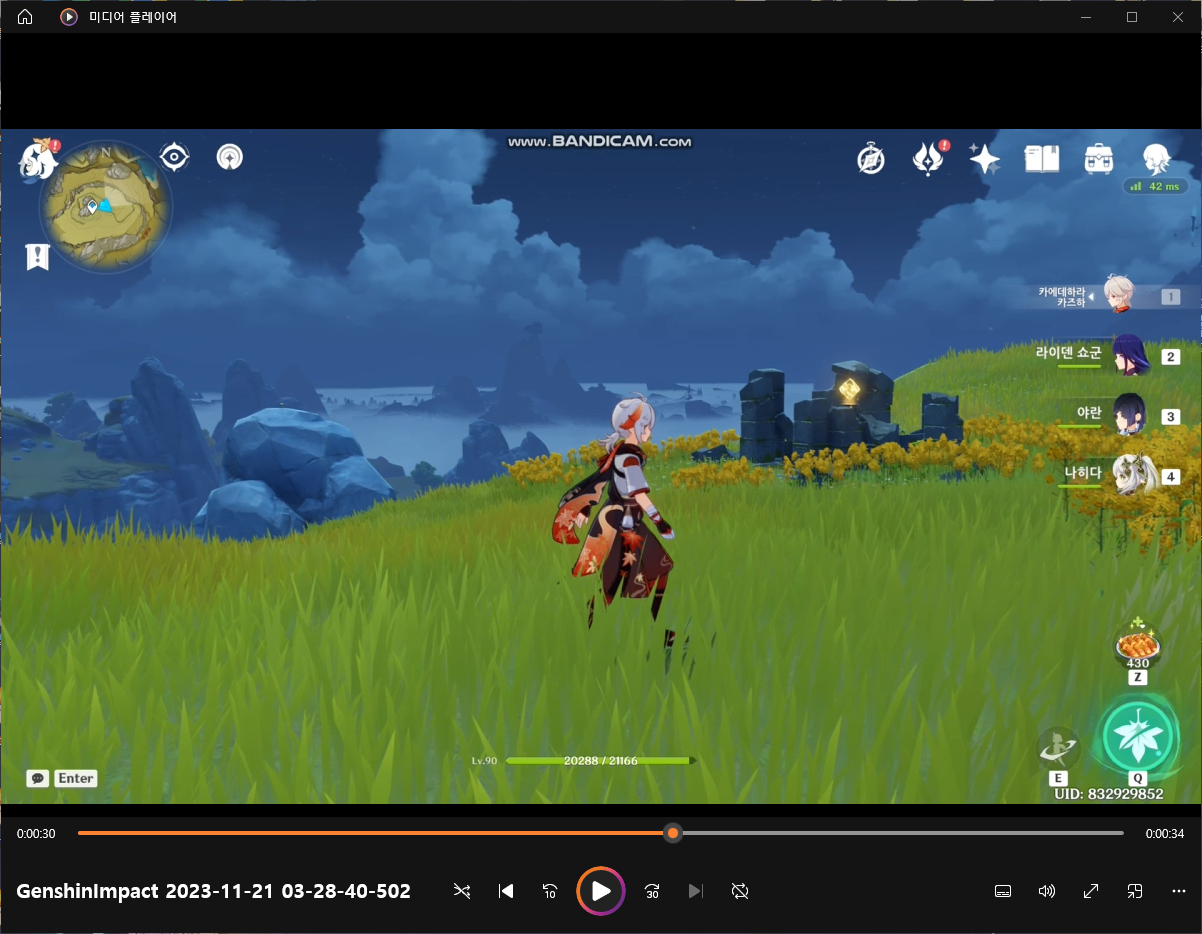 미디어 플레이어
www.BANDICAM.com
N
42 ms
카에데하라
카즈하
1
라이덴 쇼군
2
야란
3
나히다
4
430
Z
Lv.90
20288 / 21166
Enter
E
Q
UID: 832929852
0:00:30
0:00:34
GenshinImpact 2023-11-21 03-28-40-502
10
30